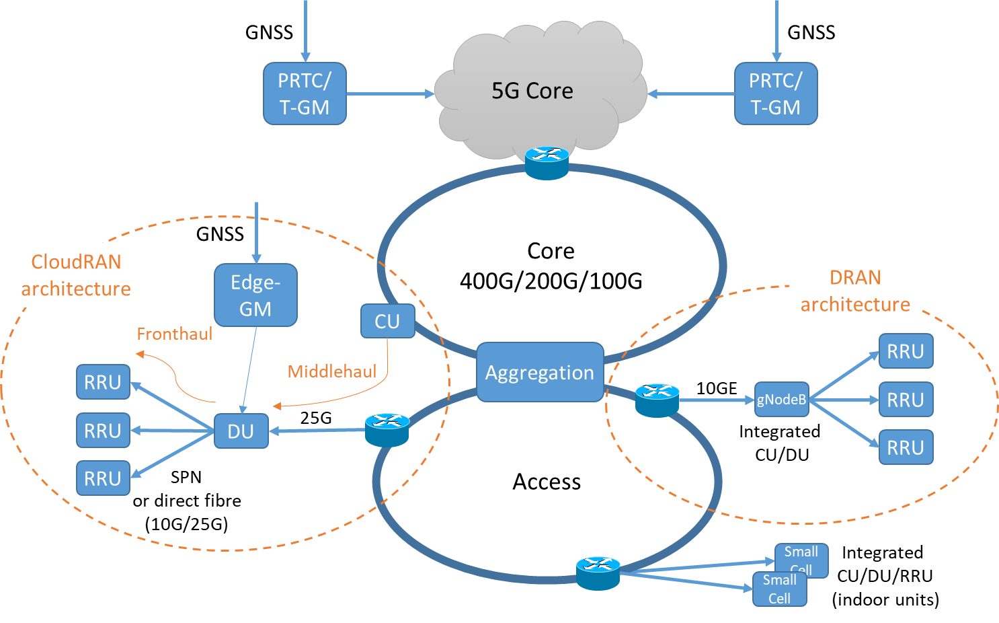 GNSS
GNSS
PRTC/
T-GM
5G Core
PRTC/
T-GM
GNSS
CloudRAN
architecture
Edge-
GM
Core
400G/200G/100G
DRAN
architecture
CU
Fronthaul
Middlehaul
Aggregation
RRU
RRU
RRU
DU
25G
SPN
or direct fibre
(10G/25G)
10GE
gNodeB
Integrated
CU/DU
RRU
RRU
RRU
Access
Small
Cell
Small
Cell
Integrated
CU/DU/RRU
(indoor units)